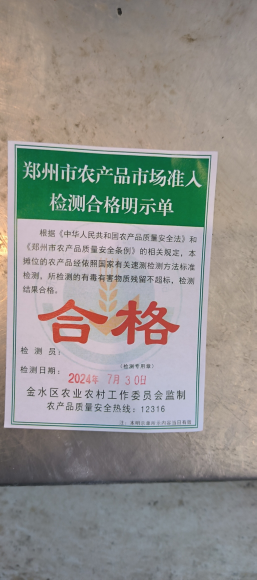 郑州市农产品市场准入
检测合格明示单
根据《中华人民共和国农产品质量安全法》和
《郑州市农产品质量安全条例》的相关规定，本
摊位的农产品经依照国家有关速测检测方法标准
检测，所检测的有毒有害物质残留不超标，检测
结果合格。
合格
检 测 员：
（检测专用章）
检测日期：
2024年 7月 30日
金水区农业农村工作委员会监制
农产品质量安全热线：12316